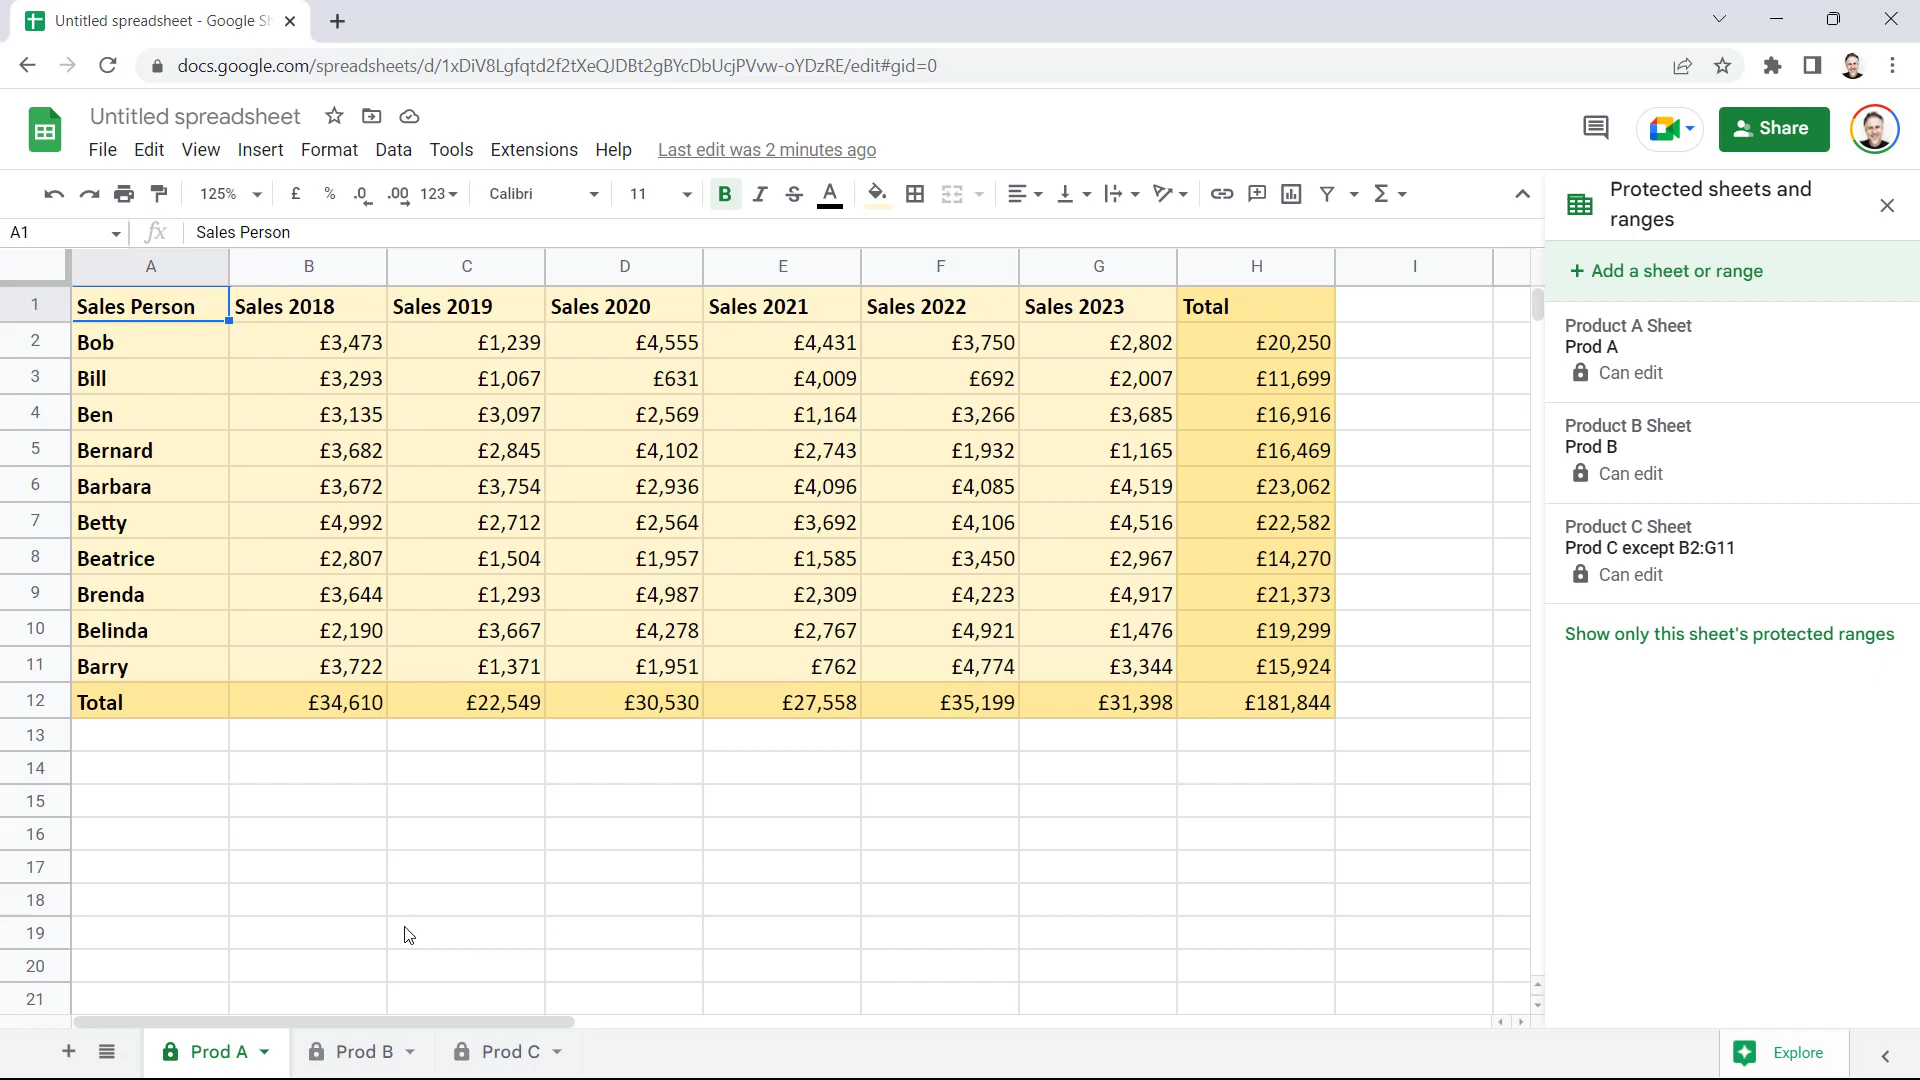 Untitled spreadsheet - Google Sh
docs.google.com/spreadsheets/d/1xDiV8Lgfqtd2f2tXeQJDBt2gBYcDbUcjPVvw-oYDzRE/edit#gid=0
Untitled spreadsheet
File Edit View Insert Format Data Tools Extensions Help Last edit was 2 minutes ago
Share
125% £ % .0 .00 123 Calibri 11 B I S A Σ
A1 fx Sales Person
A B C D E F G H I
1 Sales Person Sales 2018 Sales 2019 Sales 2020 Sales 2021 Sales 2022 Sales 2023 Total
2 Bob £3,473 £1,239 £4,555 £4,431 £3,750 £2,802 £20,250
3 Bill £3,293 £1,067 £631 £4,009 £692 £2,007 £11,699
4 Ben £3,135 £3,097 £2,569 £1,164 £3,266 £3,685 £16,916
5 Bernard £3,682 £2,845 £4,102 £2,743 £1,932 £1,165 £16,469
6 Barbara £3,672 £3,754 £2,936 £4,096 £4,085 £4,519 £23,062
7 Betty £4,992 £2,712 £2,564 £3,692 £4,106 £4,516 £22,582
8 Beatrice £2,807 £1,504 £1,957 £1,585 £3,450 £2,967 £14,270
9 Brenda £3,644 £1,293 £4,987 £2,309 £4,223 £4,917 £21,373
10 Belinda £2,190 £3,667 £4,278 £2,767 £4,921 £1,476 £19,299
11 Barry £3,722 £1,371 £1,951 £762 £4,774 £3,344 £15,924
12 Total £34,610 £22,549 £30,530 £27,558 £35,199 £31,398 £181,844
13
14
15
16
17
18
19
20
21
Protected sheets and
ranges
+ Add a sheet or range
Product A Sheet
Prod A
Can edit
Product B Sheet
Prod B
Can edit
Product C Sheet
Prod C except B2:G11
Can edit
Show only this sheet's protected ranges
Prod A Prod B Prod C
Explore